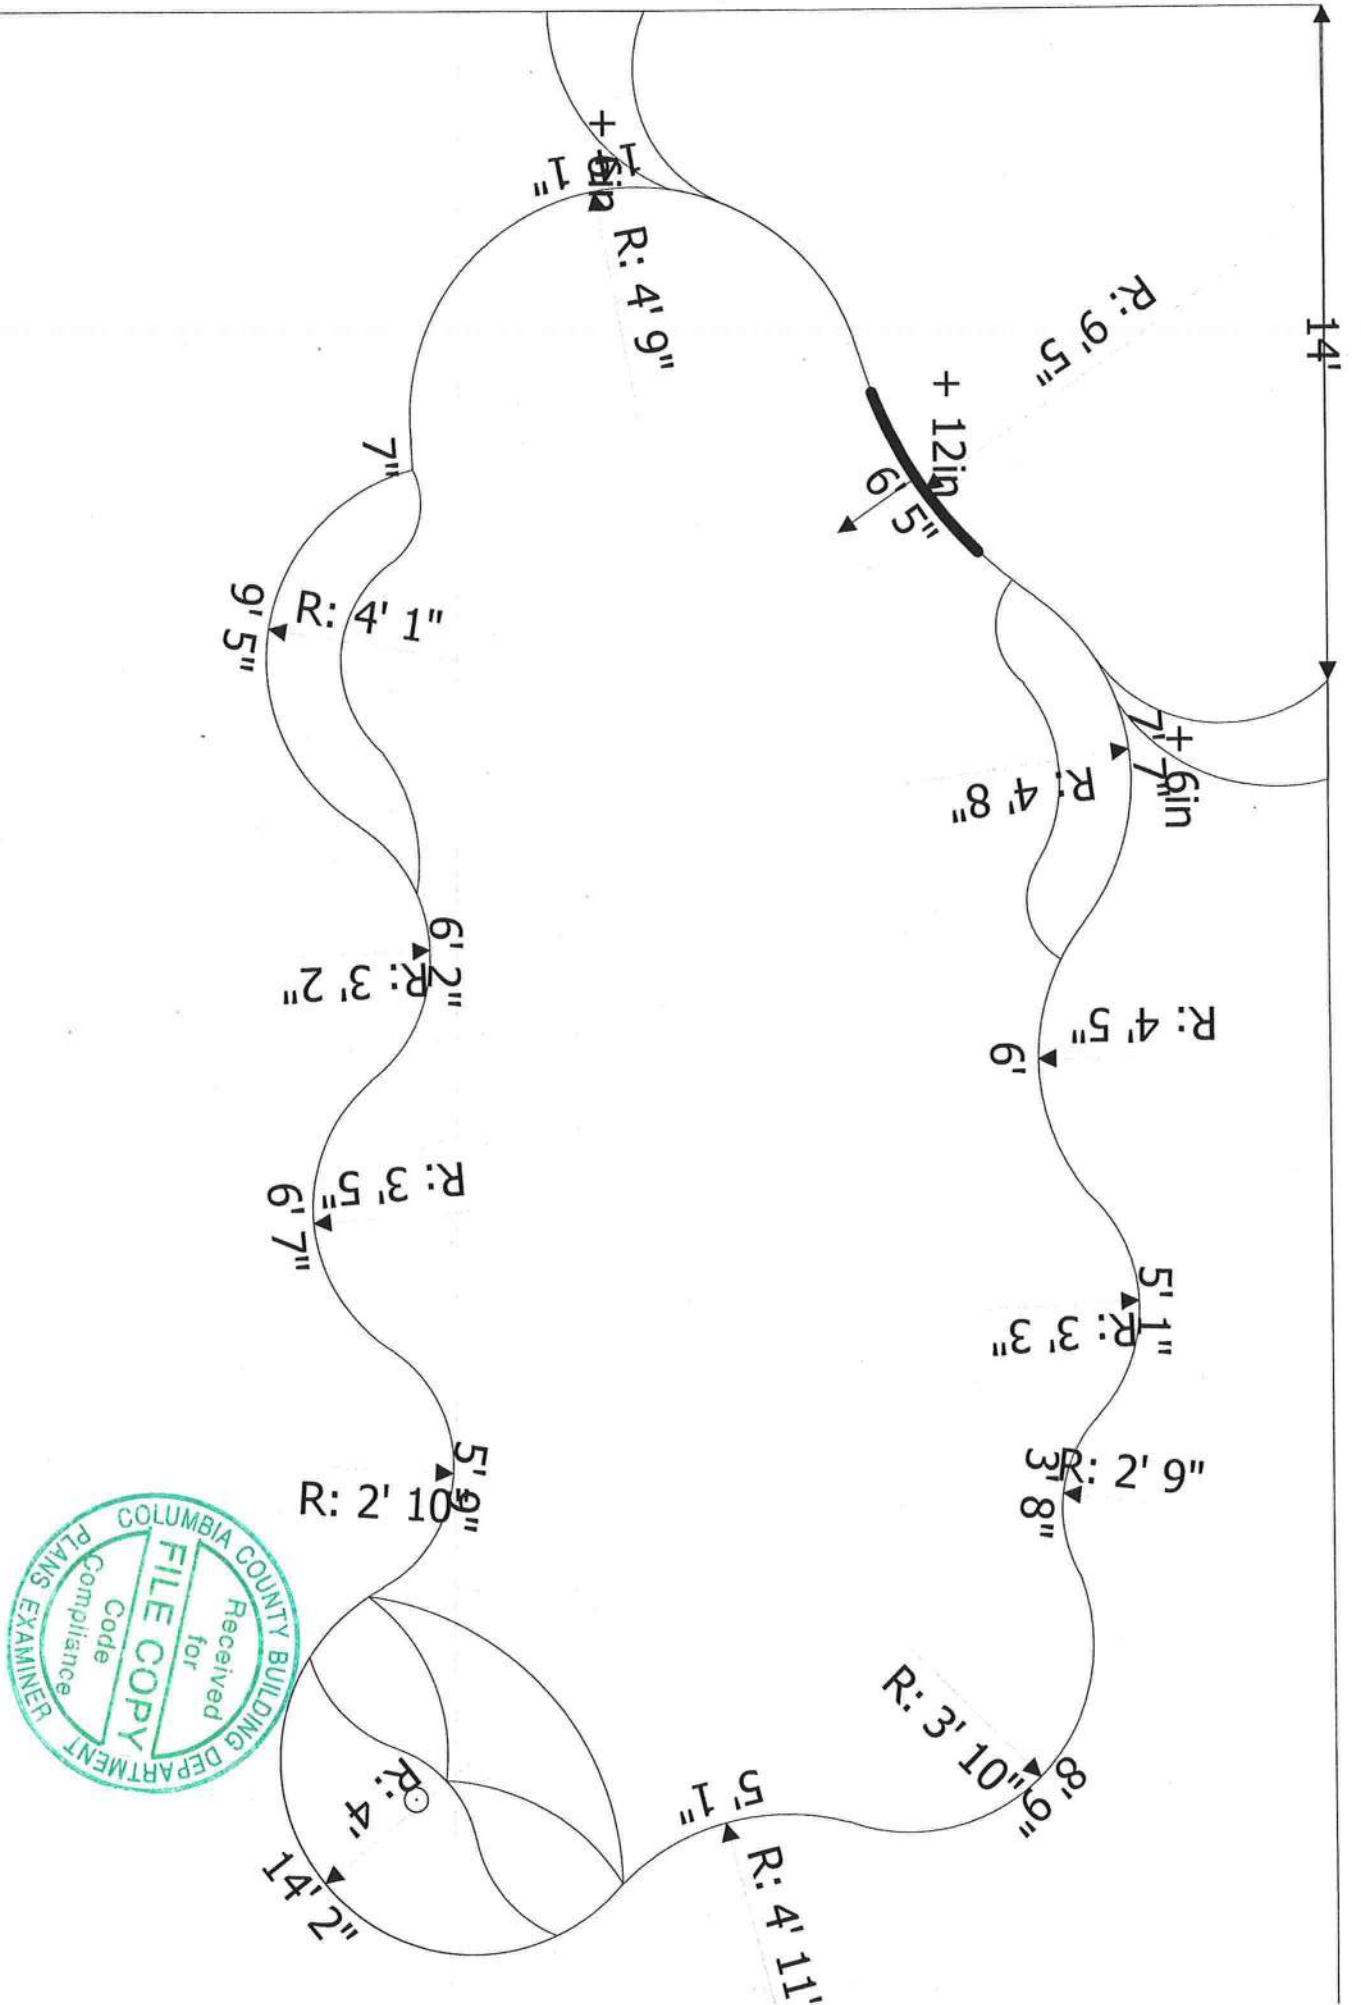 14'
R: 9' 5"
+ 12in
6' 5"
1" 
R: 4' 9"
7"
R: 4' 1"
9' 5"
+ 6in
7' 7"
R: 4' 8"
6' 2"
R: 3' 2"
R: 4' 5"
6'
R: 3' 5"
6' 7"
5' 1"
R: 3' 3"
R: 2' 9"
3' 8"
5' 9"
R: 2' 10"
R: 3' 10"
8' 9"
5' 1"
R: 4' 11'
R: 4'
14' 2"
COLUMBIA COUNTY BUILDING DEPARTMENT
Received
for
FILE COPY
Code
Compliance
PLANS EXAMINER